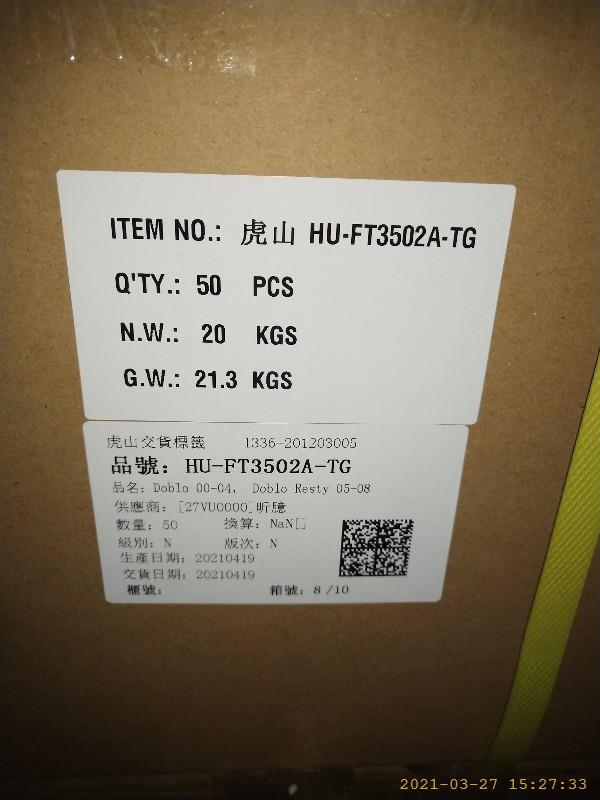 ITEM NO.: 虎山 HU-FT3502A-TG
Q'TY.: 50 PCS
N.W.: 20 KGS
G.W.: 21.3 KGS
虎山交貨標籤 1336-201203005
品號: HU-FT3502A-TG
品名: Doblo 00-04, Doblo Resty 05-08
供應商: [27VU0000]昕臆
數量: 50 換算: NaN[]
級別: N 版次: N
生產日期: 20210419
交貨日期: 20210419
櫃號: 箱號: 8 /10
2021-03-27 15:27:33